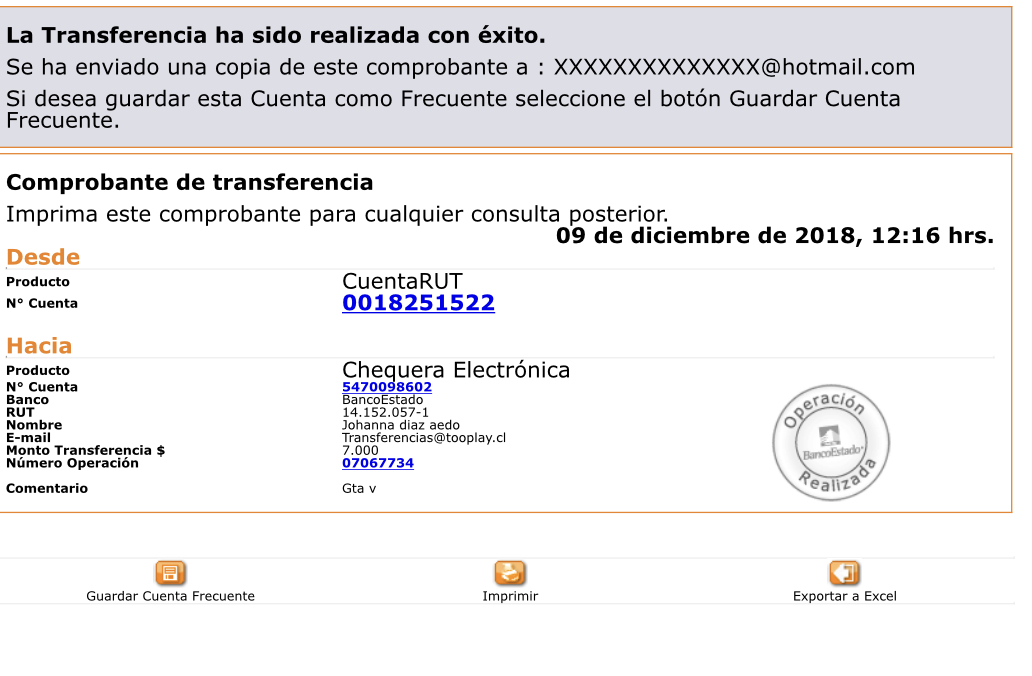 La Transferencia ha sido realizada con éxito.
Se ha enviado una copia de este comprobante a : XXXXXXXXXXXXXX@hotmail.com
Si desea guardar esta Cuenta como Frecuente seleccione el botón Guardar Cuenta
Frecuente.
Comprobante de transferencia
Imprima este comprobante para cualquier consulta posterior.
09 de diciembre de 2018, 12:16 hrs.
Desde
Producto CuentaRUT
N° Cuenta 0018251522
Hacia
Producto Chequera Electrónica
N° Cuenta 5470098602
Banco BancoEstado
RUT 14.152.057-1
Nombre Johanna diaz aedo
E-mail Transferencias@tooplay.cl
Monto Transferencia $ 7.000
Número Operación 07067734
Comentario Gta v
Operación
BancoEstado
Realizada
Guardar Cuenta Frecuente Imprimir Exportar a Excel